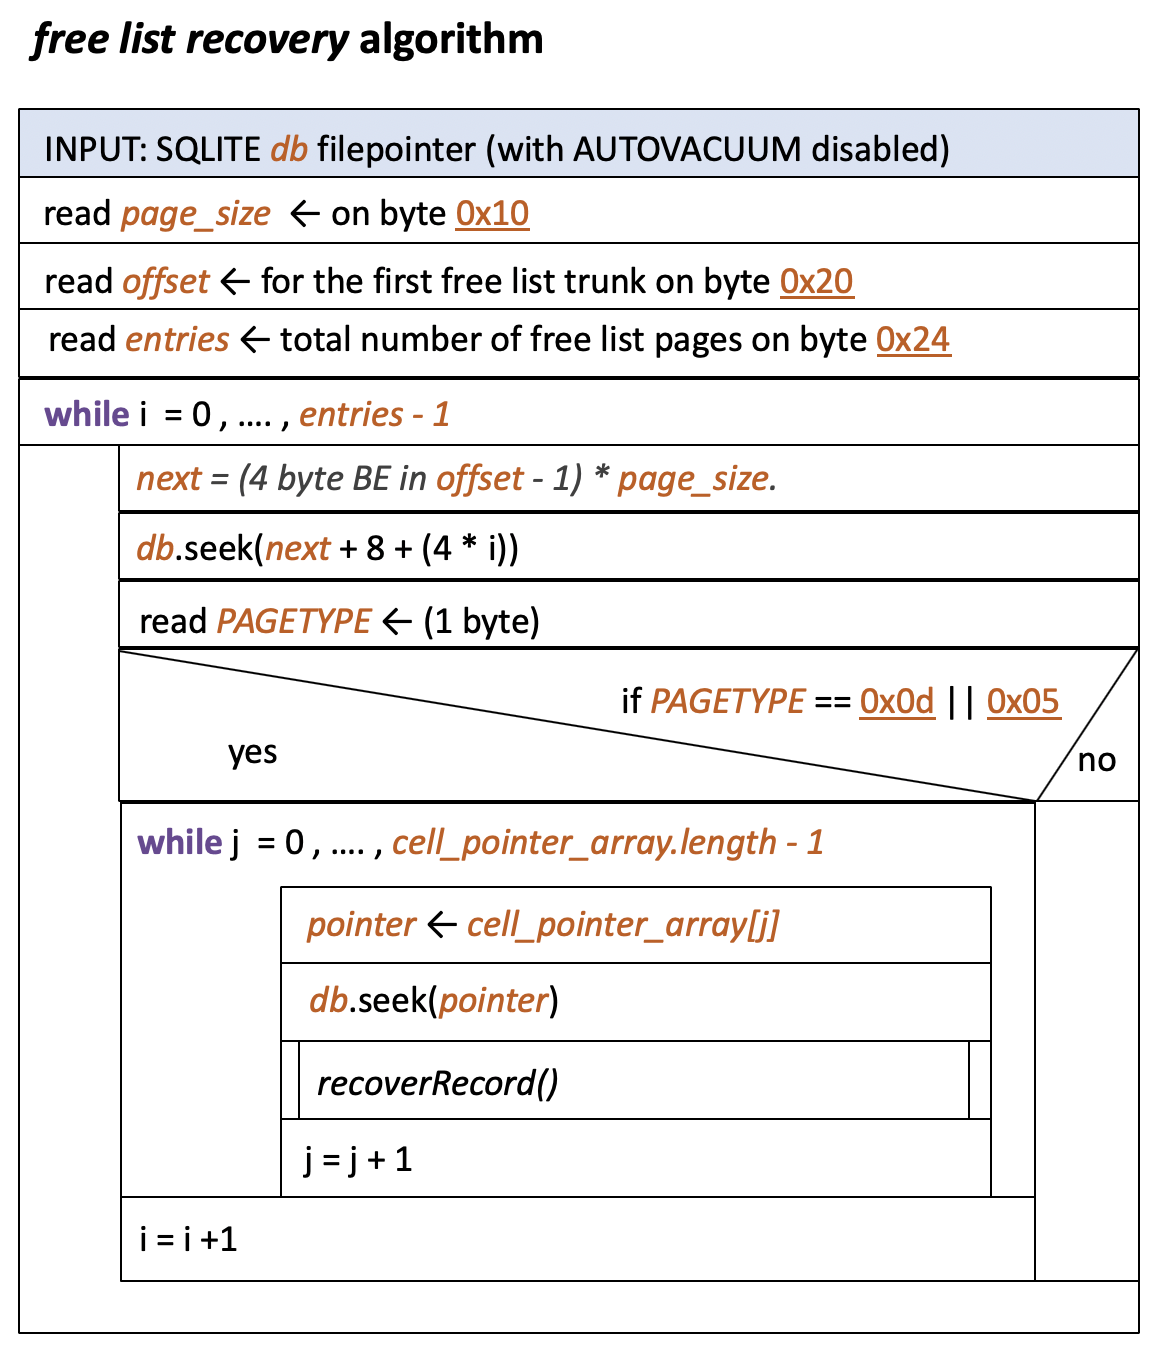 free list recovery algorithm
INPUT: SQLITE db filepointer (with AUTOVACUUM disabled)
read page_size ← on byte 0x10
read offset ← for the first free list trunk on byte 0x20
read entries ← total number of free list pages on byte 0x24
while i = 0 , .... , entries - 1
next = (4 byte BE in offset - 1) * page_size.
db.seek(next + 8 + (4 * i))
read PAGETYPE ← (1 byte)
if PAGETYPE == 0x0d || 0x05
yes
no
while j = 0 , .... , cell_pointer_array.length - 1
pointer ← cell_pointer_array[j]
db.seek(pointer)
recoverRecord()
j = j + 1
i = i +1